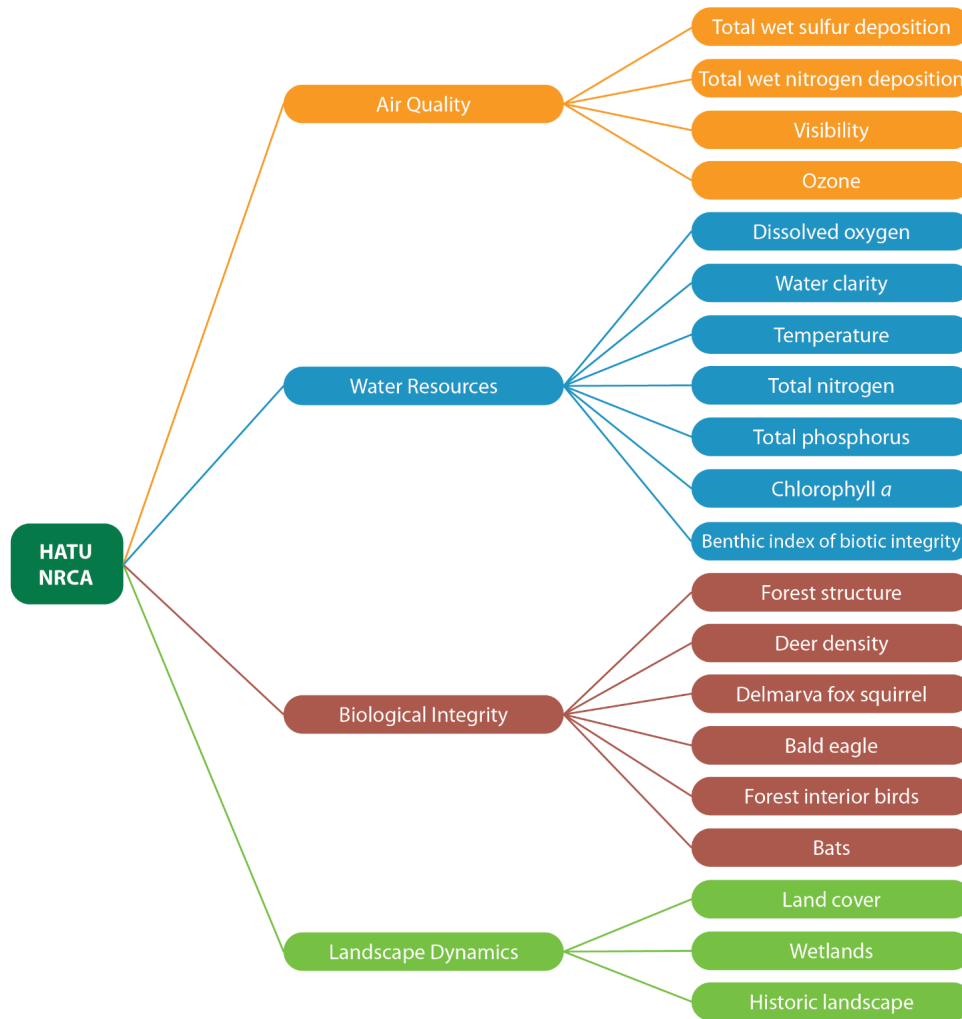 HATU
NRCA
Air Quality
Total wet sulfur deposition
Total wet nitrogen deposition
Visibility
Ozone
Water Resources
Dissolved oxygen
Water clarity
Temperature
Total nitrogen
Total phosphorus
Chlorophyll a
Benthic index of biotic integrity
Biological Integrity
Forest structure
Deer density
Delmarva fox squirrel
Bald eagle
Forest interior birds
Bats
Landscape Dynamics
Land cover
Wetlands
Historic landscape